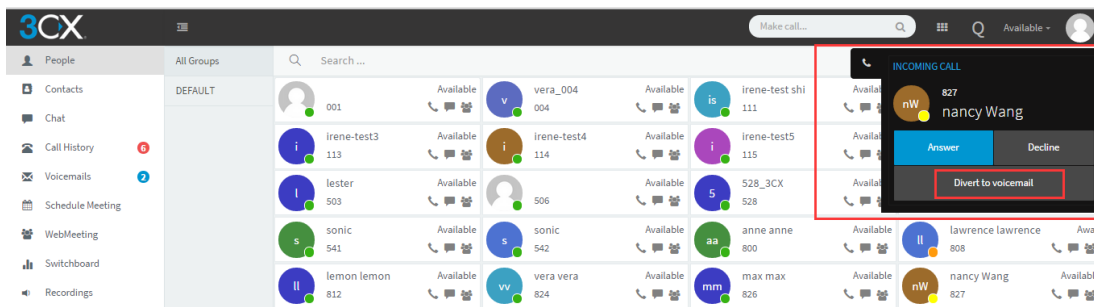 3CX
Make call...
Q
Available
People
Contacts
Chat
Call History 6
Voicemails 2
Schedule Meeting
WebMeeting
Switchboard
Recordings
All Groups
DEFAULT
Search ...
Available
001
v
vera_004 Available
004
is
irene-test shi Availab
111
i
irene-test3 Available
113
i
irene-test4 Available
114
i
irene-test5 Availab
115
l
lester Available
503
Available
506
5
528_3CX Availab
528
s
sonic Available
541
s
sonic Available
542
aa
anne anne Available
800
ll
lawrence lawrence Awa
808
ll
lemon lemon Available
812
vv
vera vera Available
824
mm
max max Available
826
nW
nancy Wang Availabl
827
INCOMING CALL
nW
827
nancy Wang
Answer Decline
Divert to voicemail